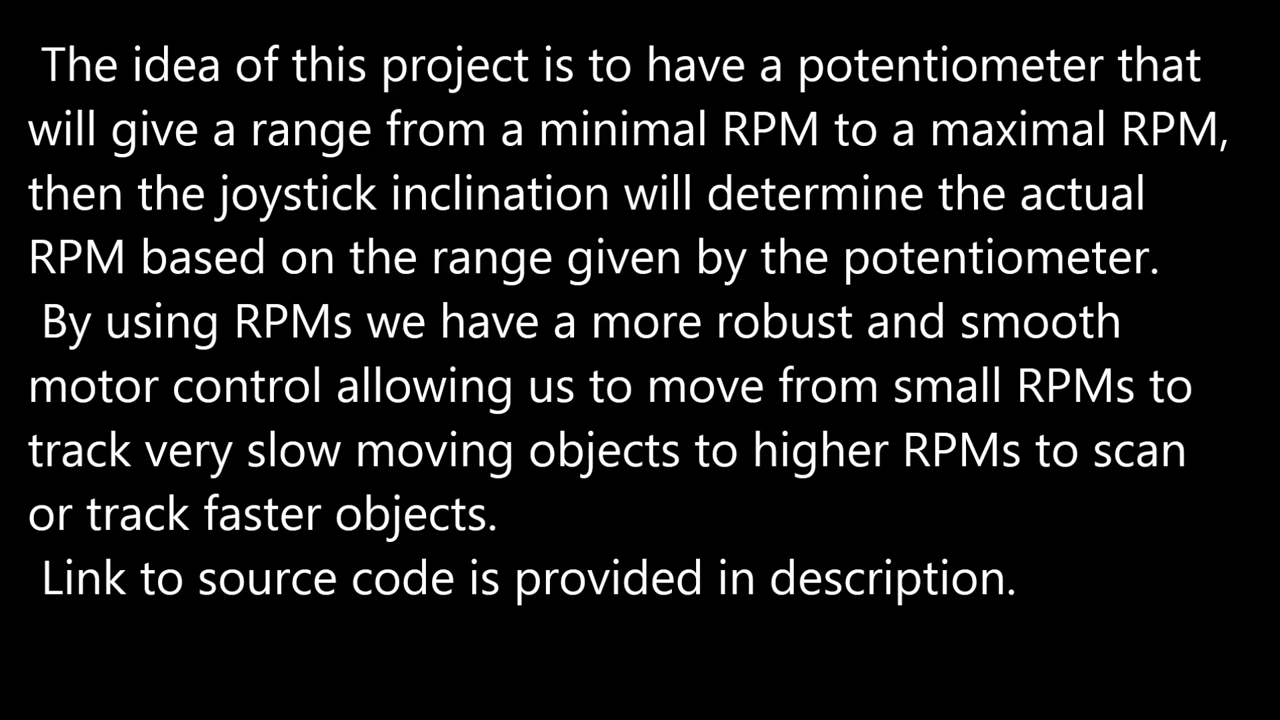 The idea of this project is to have a potentiometer that
will give a range from a minimal RPM to a maximal RPM,
then the joystick inclination will determine the actual
RPM based on the range given by the potentiometer.
By using RPMs we have a more robust and smooth
motor control allowing us to move from small RPMs to
track very slow moving objects to higher RPMs to scan
or track faster objects.
Link to source code is provided in description.